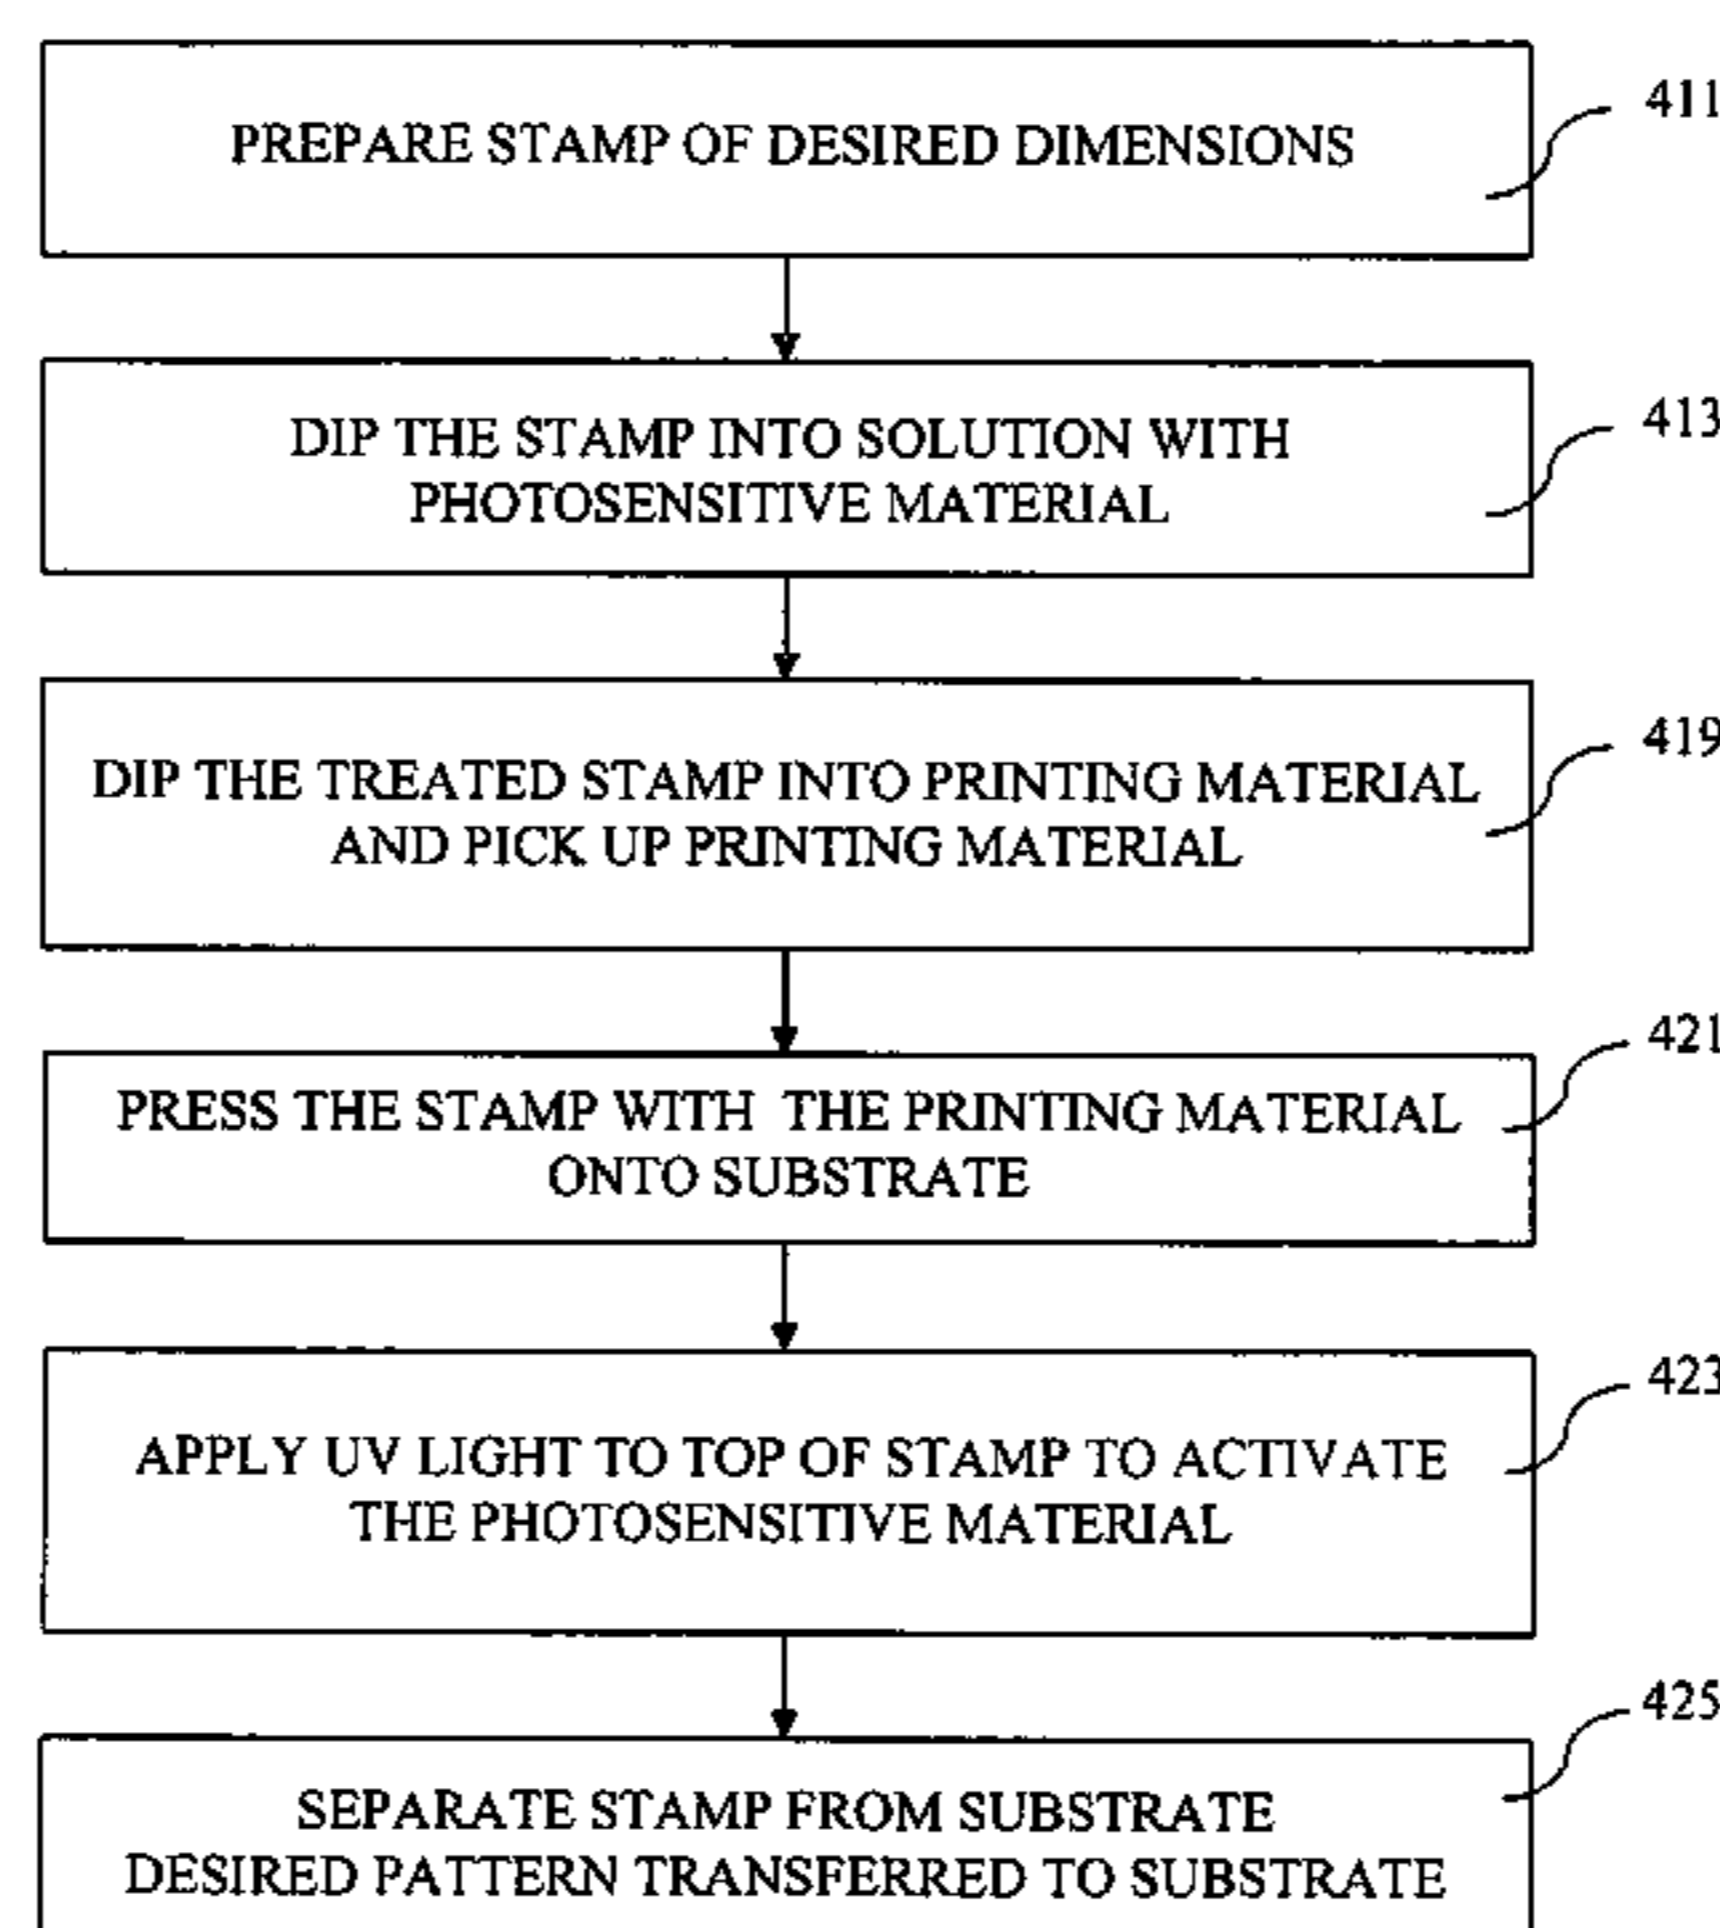 PREPARE STAMP OF DESIRED DIMENSIONS
411
DIP THE STAMP INTO SOLUTION WITH
PHOTOSENSITIVE MATERIAL
413
DIP THE TREATED STAMP INTO PRINTING MATERIAL
AND PICK UP PRINTING MATERIAL
419
PRESS THE STAMP WITH THE PRINTING MATERIAL
ONTO SUBSTRATE
421
APPLY UV LIGHT TO TOP OF STAMP TO ACTIVATE
THE PHOTOSENSITIVE MATERIAL
423
SEPARATE STAMP FROM SUBSTRATE
DESIRED PATTERN TRANSFERRED TO SUBSTRATE
425